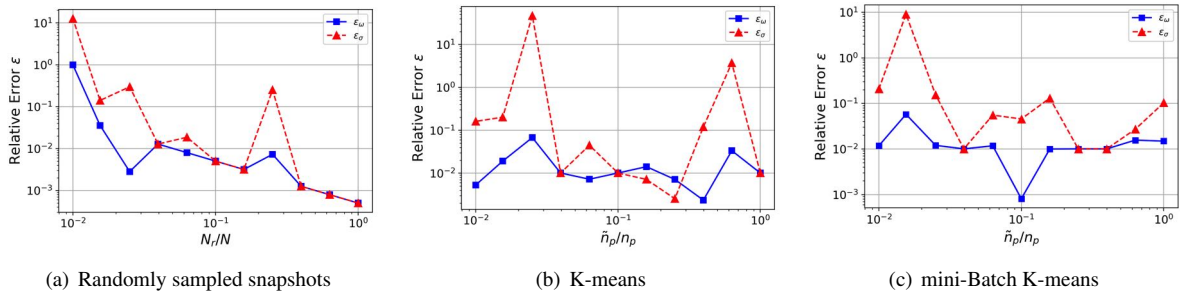 Relative Error ε
10¹
10⁰
10⁻¹
10⁻²
10⁻³
10⁻² 10⁻¹ 10⁰
N_r/N
ε_ω
ε_σ
(a) Randomly sampled snapshots
Relative Error ε
10¹
10⁰
10⁻¹
10⁻²
10⁻² 10⁻¹ 10⁰
ñ_p/n_p
ε_ω
ε_σ
(b) K-means
Relative Error ε
10¹
10⁰
10⁻¹
10⁻²
10⁻³
10⁻² 10⁻¹ 10⁰
ñ_p/n_p
ε_ω
ε_σ
(c) mini-Batch K-means